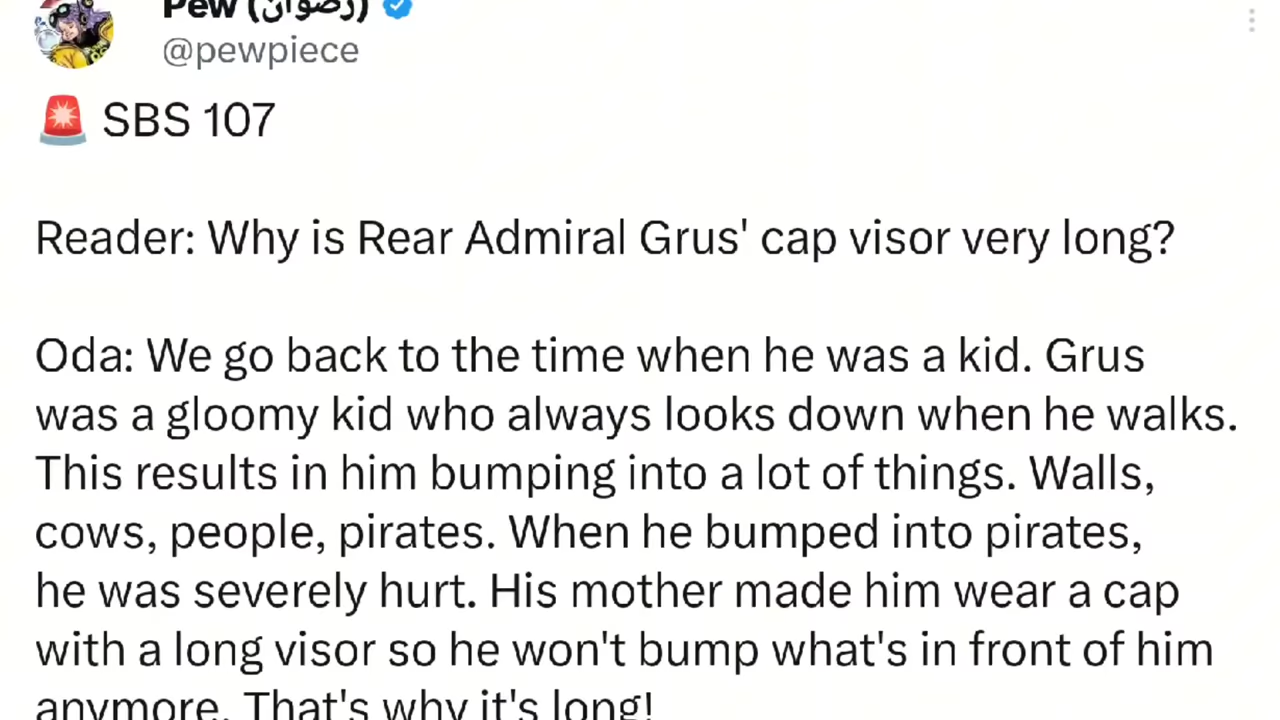 Pew (رضوان)
@pewpiece
🚨 SBS 107
Reader: Why is Rear Admiral Grus' cap visor very long?
Oda: We go back to the time when he was a kid. Grus
was a gloomy kid who always looks down when he walks.
This results in him bumping into a lot of things. Walls,
cows, people, pirates. When he bumped into pirates,
he was severely hurt. His mother made him wear a cap
with a long visor so he won't bump what's in front of him
anymore. That's why it's long!